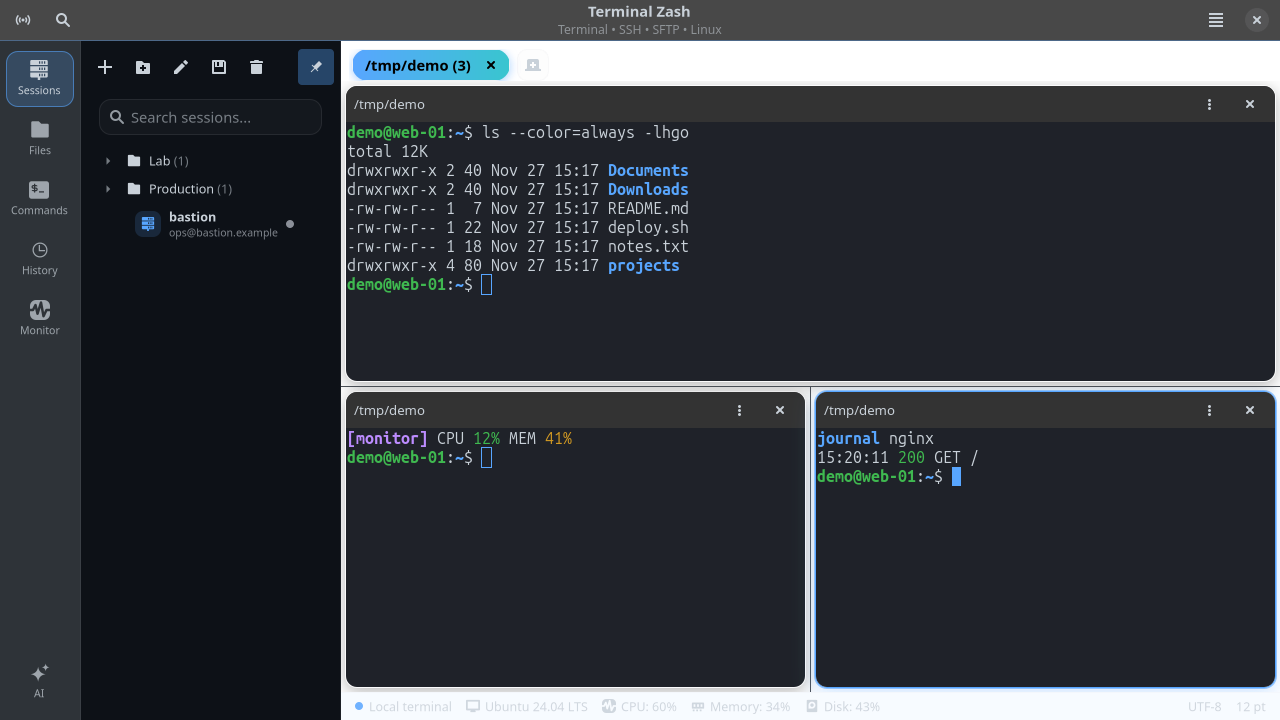 Terminal Zash
Terminal • SSH • SFTP • Linux
Sessions
Files
Commands
History
Monitor
AI
Search sessions...
Lab (1)
Production (1)
bastion
ops@bastion.example
/tmp/demo (3)
/tmp/demo
demo@web-01:~$ ls --color=always -lhgo
total 12K
drwxrwxr-x 2 40 Nov 27 15:17 Documents
drwxrwxr-x 2 40 Nov 27 15:17 Downloads
-rw-rw-r-- 1  7 Nov 27 15:17 README.md
-rw-rw-r-- 1 22 Nov 27 15:17 deploy.sh
-rw-rw-r-- 1 18 Nov 27 15:17 notes.txt
drwxrwxr-x 4 80 Nov 27 15:17 projects
demo@web-01:~$
/tmp/demo
[monitor] CPU 12% MEM 41%
demo@web-01:~$
/tmp/demo
journal nginx
15:20:11 200 GET /
demo@web-01:~$
Local terminal Ubuntu 24.04 LTS CPU: 60% Memory: 34% Disk: 43% UTF-8 12 pt